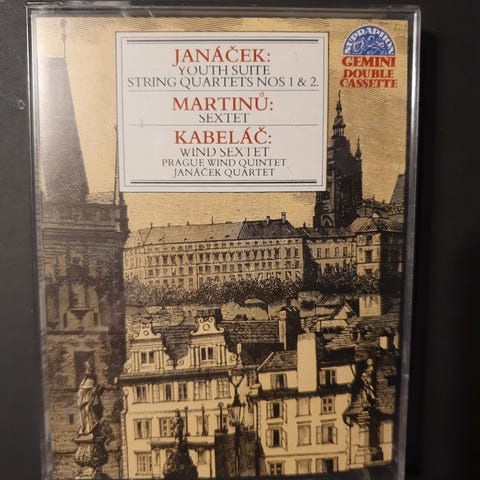 JANÁČEK:
YOUTH SUITE
STRING QUARTETS NOS 1 & 2.
MARTINŮ:
SEXTET
KABELÁČ:
WIND SEXTET
PRAGUE WIND QUINTET
JANÁČEK QUARTET
SUPRAPHON
GEMINI
DOUBLE
CASSETTE